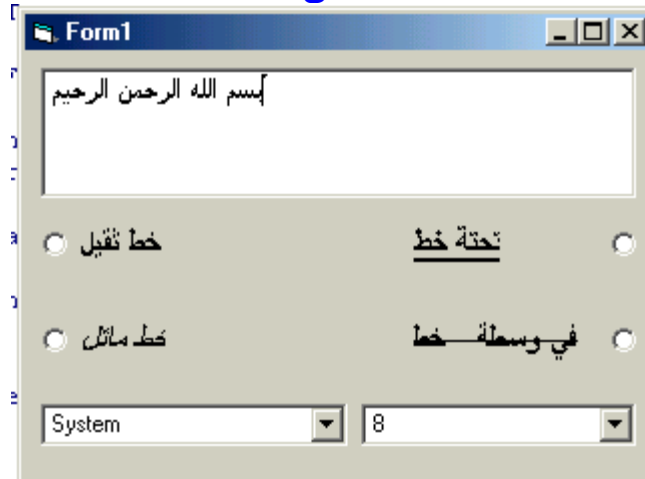 Form1
بسم الله الرحمن الرحيم
خط ثقيل
تحتة خط
خط مائل
في وسطة خط
System
8